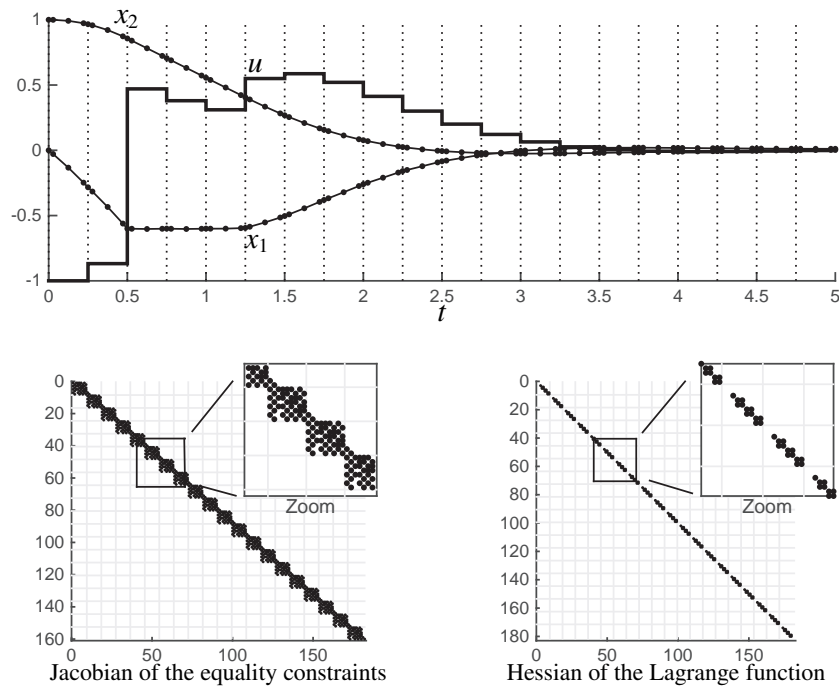 1
x2
u
0.5
0
-0.5
x1
-1
0 0.5 1 1.5 2 2.5 3 3.5 4 4.5 5
t
0
20
40
60
80
100
120
140
160
0 50 100 150
Zoom
Jacobian of the equality constraints
0
20
40
60
80
100
120
140
160
180
0 50 100 150
Zoom
Hessian of the Lagrange function